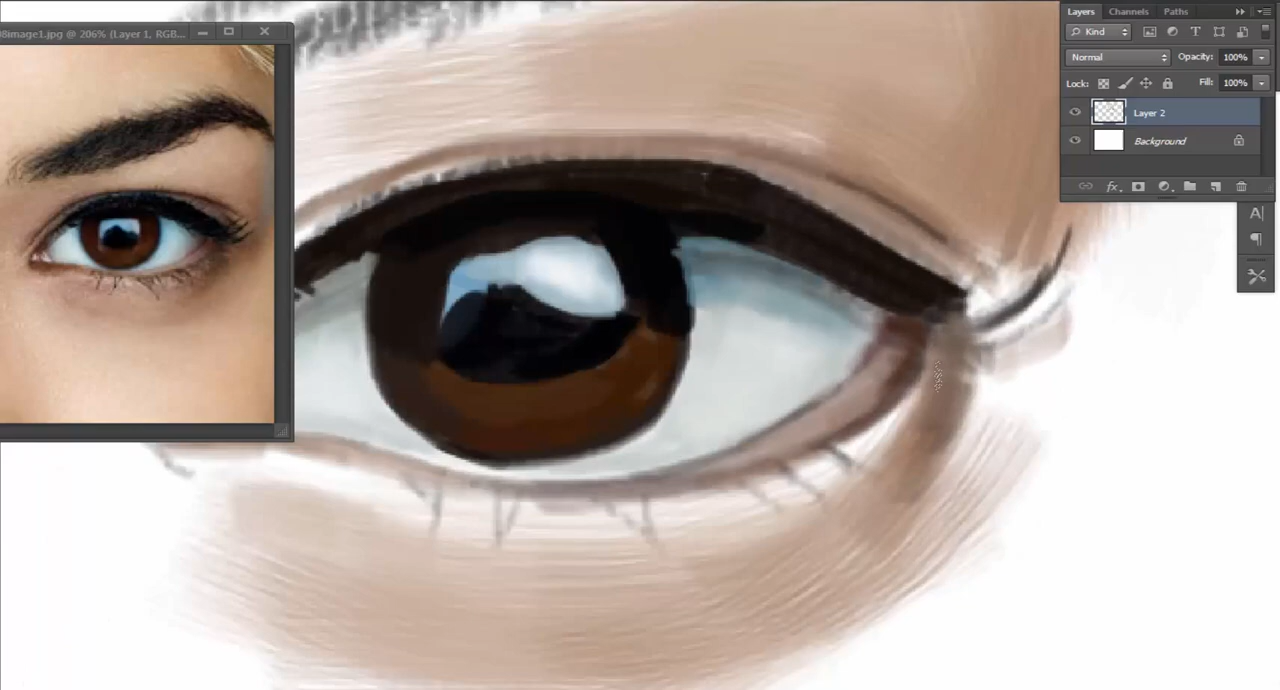 8image1.jpg @ 206% (Layer 1, RGB...
Layers Channels Paths
Kind
Normal Opacity: 100%
Lock: Fill: 100%
Layer 2
Background